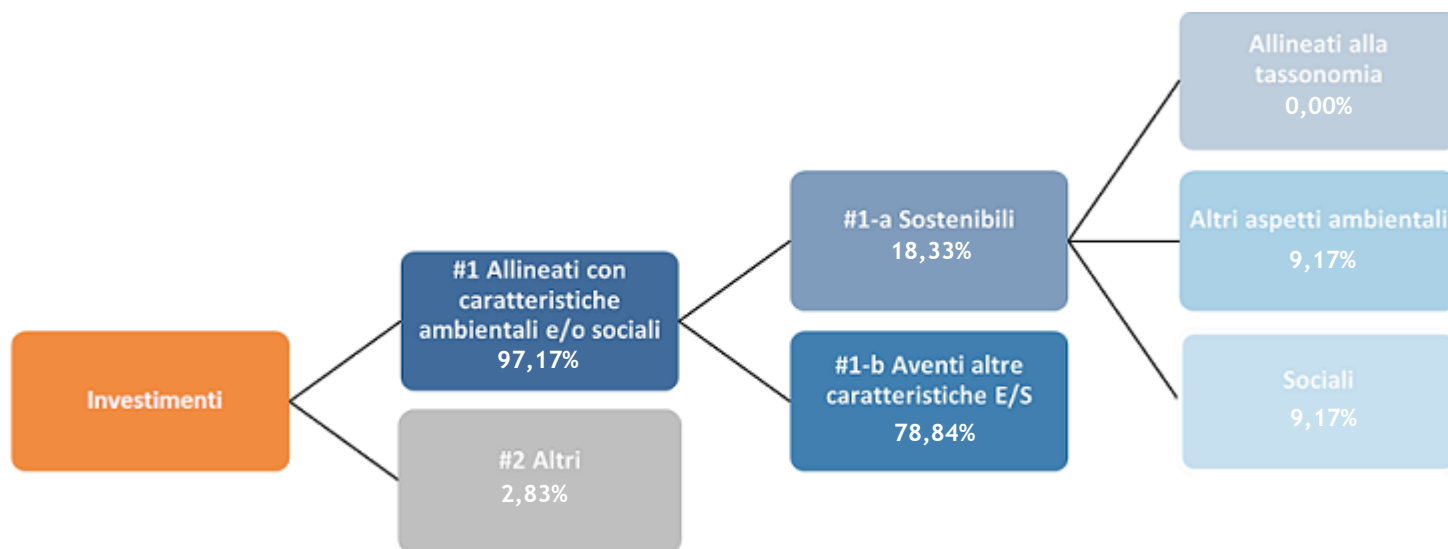 Investimenti
#1 Allineati con
caratteristiche
ambientali e/o sociali
97,17%
#2 Altri
2,83%
#1-a Sostenibili
18,33%
#1-b Aventi altre
caratteristiche E/S
78,84%
Allineati alla
tassonomia
0,00%
Altri aspetti ambientali
9,17%
Sociali
9,17%